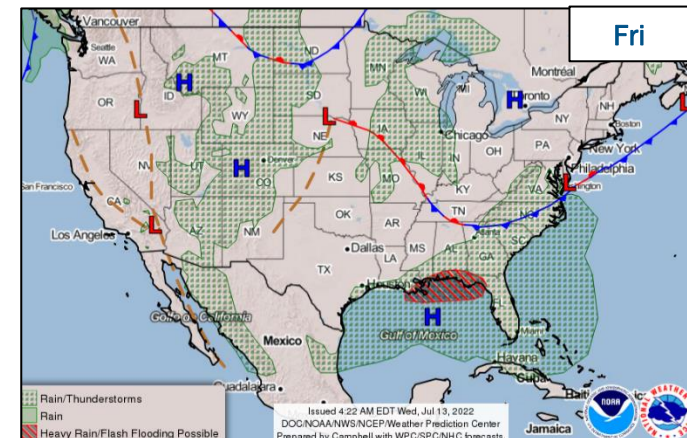 Fri
Vancouver
Seattle
WA
MT
ND
MN
Montréal
OR
ID
WY
SD
WI
MI
Toronto
NH
H
H
L
L
NY
Boston
NE
IA
Chicago
PA
New York
NV
UT
Denver
CO
IL
IN
OH
Philadelphia
San Francisco
H
KS
MO
KY
VA
L
CA
L
AZ
NM
OK
AR
TN
NC
Los Angeles
Dallas
MS
AL
Atlanta
SC
GA
TX
LA
Houston
FL
H
Golfo de California
Mexico
Gulf of Mexico
Miami
Havana
Cuba
Guadalajara
Jamaica
Rain/Thunderstorms
Rain
Heavy Rain/Flash Flooding Possible
Issued 4:22 AM EDT Wed, Jul 13, 2022
DOC/NOAA/NWS/NCEP/Weather Prediction Center
Prepared by Campbell with WPC/SPC/NHC forecasts
NOAA